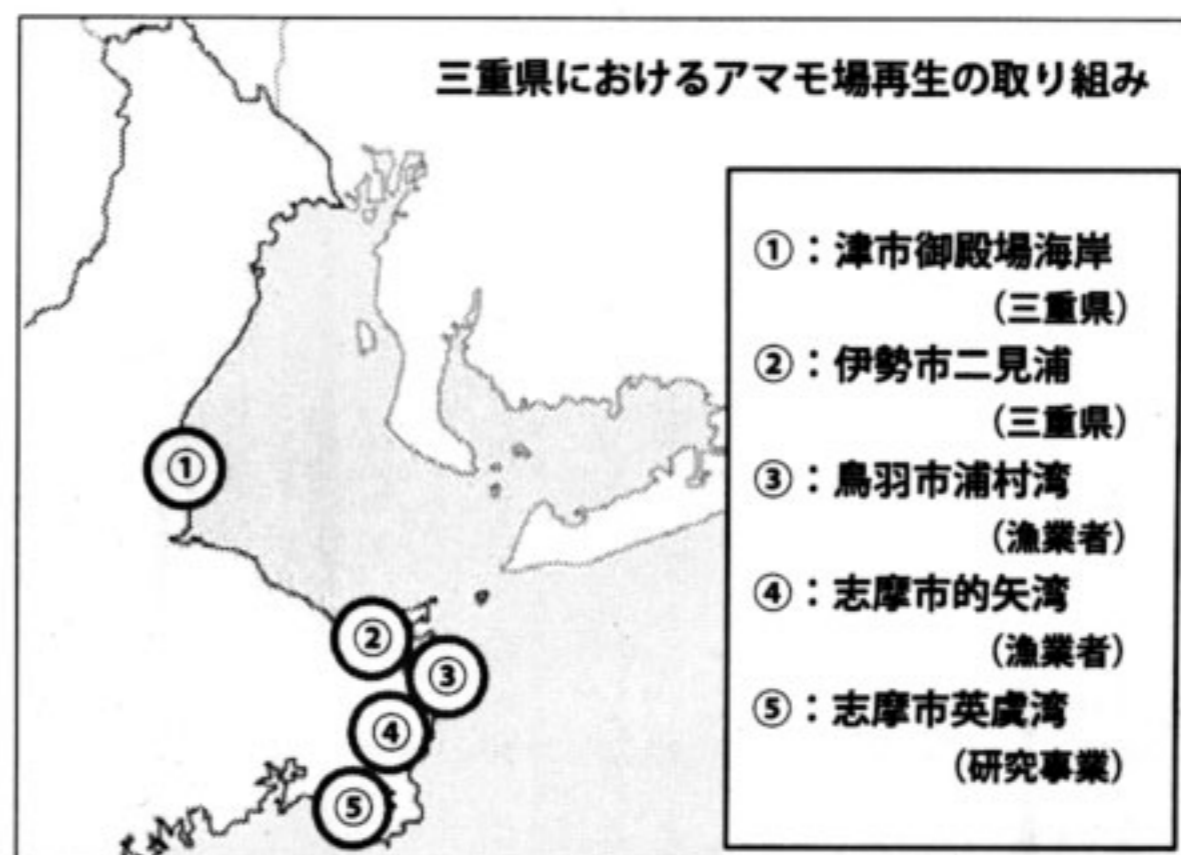 三重県におけるアマモ場再生の取り組み
①：津市御殿場海岸
（三重県）
②：伊勢市二見浦
（三重県）
③：鳥羽市浦村湾
（漁業者）
④：志摩市的矢湾
（漁業者）
⑤：志摩市英虞湾
（研究事業）
①
②
③
④
⑤